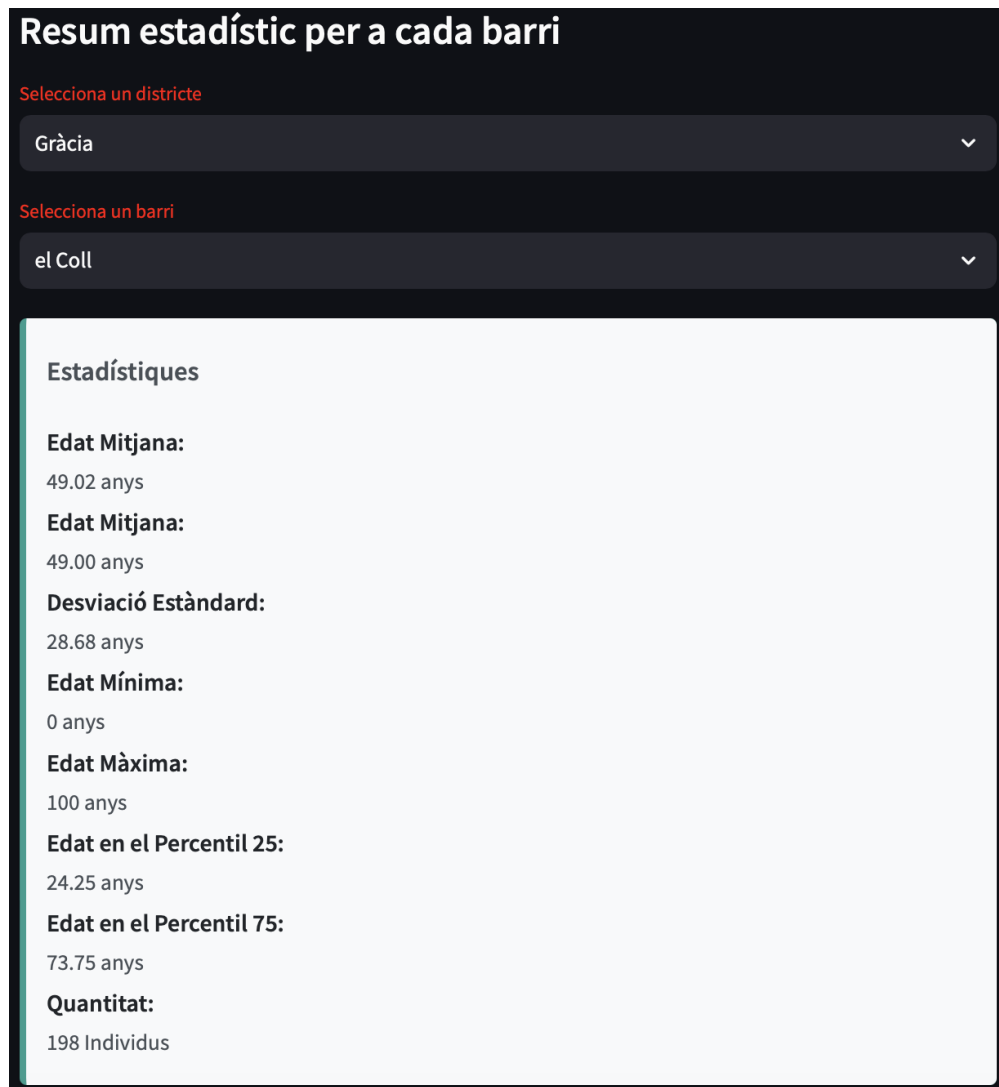 Resum estadístic per a cada barri
Selecciona un districte
Gràcia
Selecciona un barri
el Coll
Estadístiques
Edat Mitjana:
49.02 anys
Edat Mitjana:
49.00 anys
Desviació Estàndard:
28.68 anys
Edat Mínima:
0 anys
Edat Màxima:
100 anys
Edat en el Percentil 25:
24.25 anys
Edat en el Percentil 75:
73.75 anys
Quantitat:
198 Individus